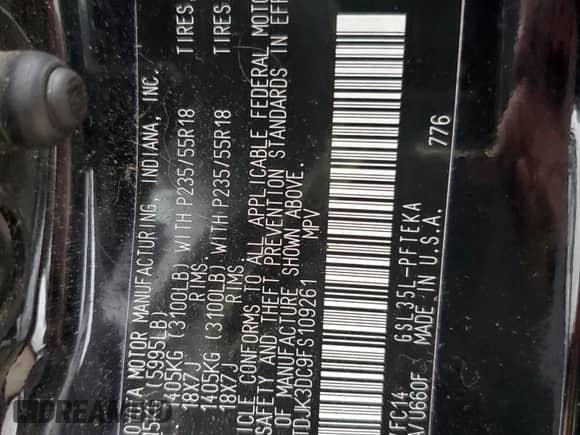 OTA MOTOR MANUFACTURING, INDIANA, INC.
(5995LB)
1405KG (3100LB) WITH P235/55R18 TIRES,
18X7J RIMS,
1405KG (3100LB) WITH P235/55R18 TIRES,
18X7J RIMS.
ICLE CONFORMS TO ALL APPLICABLE FEDERAL MOTO
SAFETY AND THEFT PREVENTION STANDARDS IN EFF
OF MANUFACTURE SHOWN ABOVE.
TDJK3DC9FS109261 MPV
776
FC14 GSL35L-PFTEKA
U660F MADE IN U.S.A.
DREAMBID